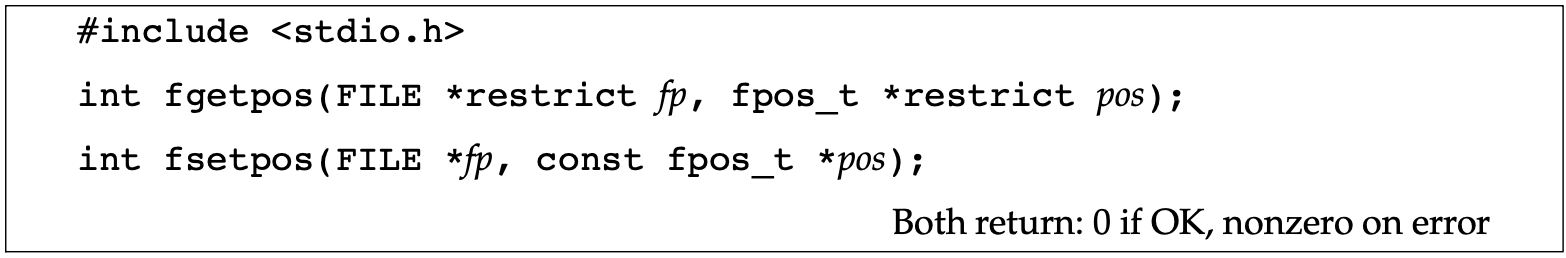 #include <stdio.h>
int fgetpos(FILE *restrict fp, fpos_t *restrict pos);
int fsetpos(FILE *fp, const fpos_t *pos);
Both return: 0 if OK, nonzero on error